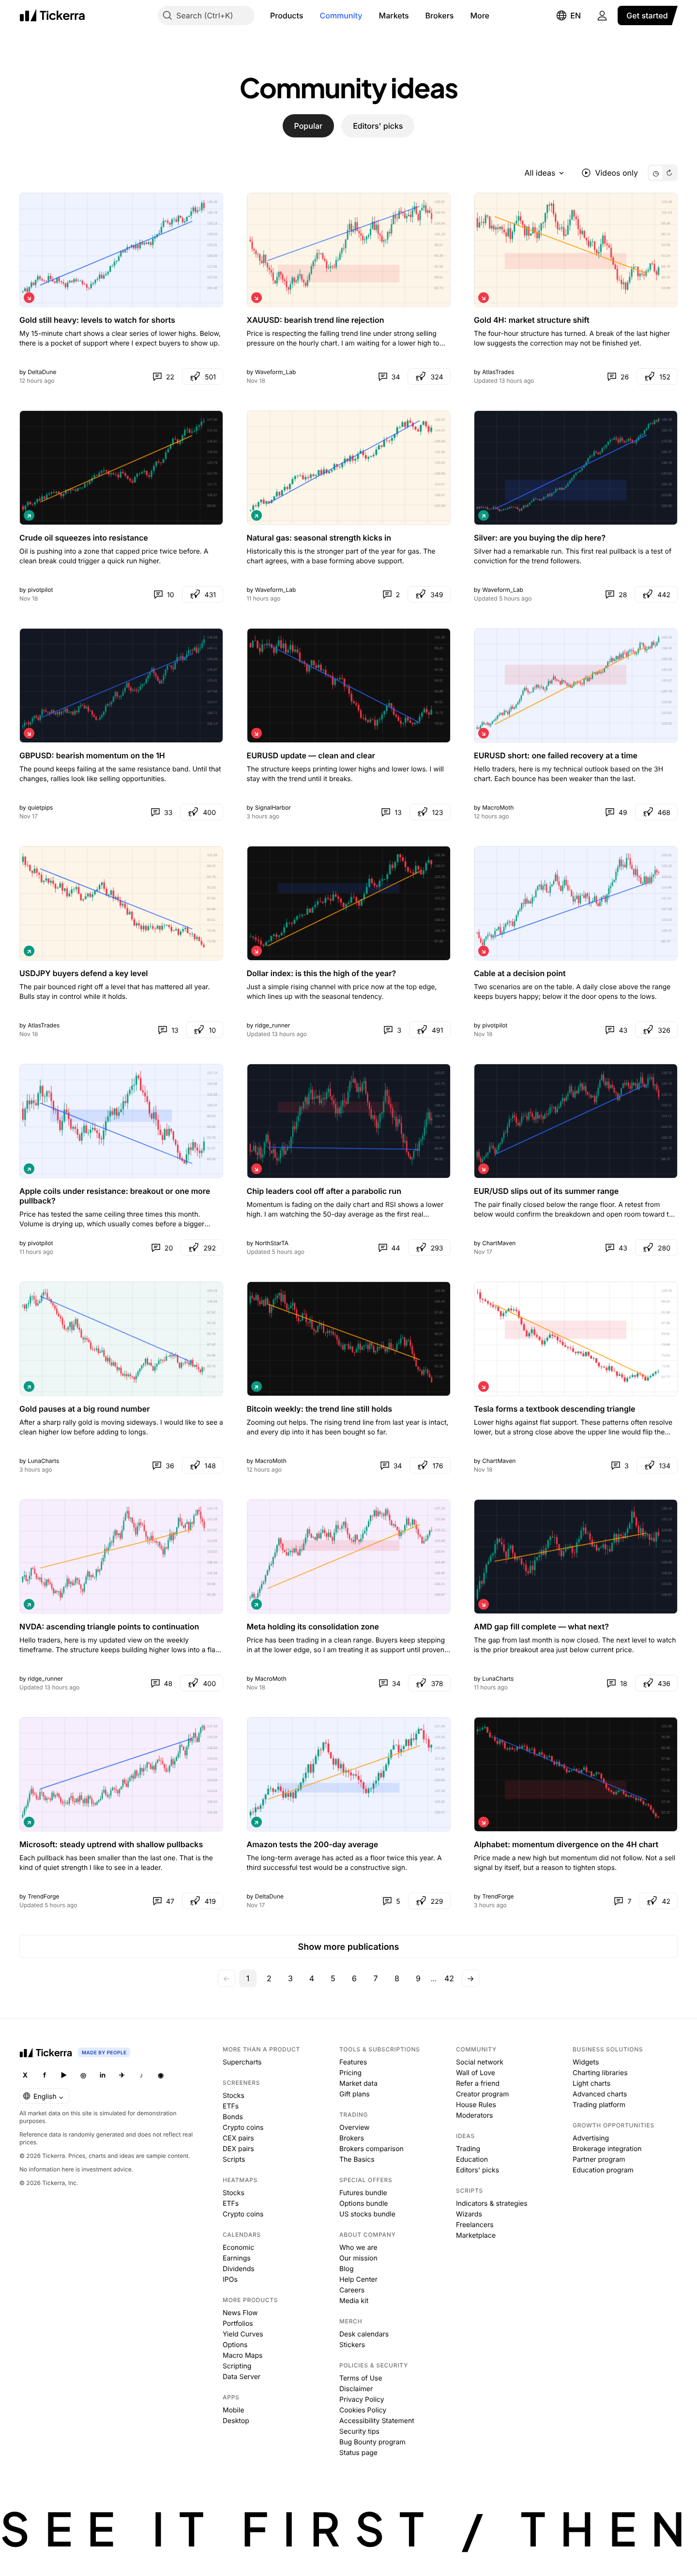 Tickerra
Search (Ctrl+K)
Products
Community
Markets
Brokers
More
EN
Get started
Community ideas
Popular
Editors' picks
All ideas
Videos only
Gold still heavy: levels to watch for shorts
My 15-minute chart shows a clear series of lower highs. Below,
there is a pocket of support where I expect buyers to show up.
by DeltaDune
12 hours ago
22
501
XAUUSD: bearish trend line rejection
Price is respecting the falling trend line under strong selling
pressure on the hourly chart. I am waiting for a lower high to...
by Waveform_Lab
Nov 18
34
324
Gold 4H: market structure shift
The four-hour structure has turned. A break of the last higher
low suggests the correction may not be finished yet.
by AtlasTrades
Updated 13 hours ago
26
152
Crude oil squeezes into resistance
Oil is pushing into a zone that capped price twice before. A
clean break could trigger a quick run higher.
by pivotpilot
Nov 18
10
431
Natural gas: seasonal strength kicks in
Historically this is the stronger part of the year for gas. The
chart agrees, with a base forming above support.
by Waveform_Lab
11 hours ago
2
349
Silver: are you buying the dip here?
Silver had a remarkable run. This first real pullback is a test of
conviction for the trend followers.
by Waveform_Lab
Updated 5 hours ago
28
442
GBPUSD: bearish momentum on the 1H
The pound keeps failing at the same resistance band. Until that
changes, rallies look like selling opportunities.
by quietpips
Nov 17
33
400
EURUSD update — clean and clear
The structure keeps printing lower highs and lower lows. I will
stay with the trend until it breaks.
by SignalHarbor
3 hours ago
13
123
EURUSD short: one failed recovery at a time
Hello traders, here is my technical outlook based on the 3H
chart. Each bounce has been weaker than the last.
by MacroMoth
12 hours ago
49
468
USDJPY buyers defend a key level
The pair bounced right off a level that has mattered all year.
Bulls stay in control while it holds.
by AtlasTrades
Nov 18
13
10
Dollar index: is this the high of the year?
Just a simple rising channel with price now at the top edge,
which lines up with the seasonal tendency.
by ridge_runner
Updated 13 hours ago
3
491
Cable at a decision point
Two scenarios are on the table. A daily close above the range
keeps buyers happy; below it the door opens to the lows.
by pivotpilot
Nov 18
43
326
Apple coils under resistance: breakout or one more
pullback?
Price has tested the same ceiling three times this month.
Volume is drying up, which usually comes before a bigger...
by pivotpilot
11 hours ago
20
292
Chip leaders cool off after a parabolic run
Momentum is fading on the daily chart and RSI shows a lower
high. I am watching the 50-day average as the first real...
by NorthStarTA
Updated 5 hours ago
44
293
EUR/USD slips out of its summer range
The pair finally closed below the range floor. A retest from
below would confirm the breakdown and open room toward t...
by ChartMaven
Nov 17
43
280
Gold pauses at a big round number
After a sharp rally gold is moving sideways. I would like to see a
clean higher low before adding to longs.
by LunaCharts
3 hours ago
36
148
Bitcoin weekly: the trend line still holds
Zooming out helps. The rising trend line from last year is intact,
and every dip into it has been bought so far.
by MacroMoth
12 hours ago
34
176
Tesla forms a textbook descending triangle
Lower highs against flat support. These patterns often resolve
lower, but a strong close above the upper line would flip the...
by ChartMaven
Nov 18
3
134
NVDA: ascending triangle points to continuation
Hello traders, here is my updated view on the weekly
timeframe. The structure keeps building higher lows into a fla...
by ridge_runner
Updated 13 hours ago
48
400
Meta holding its consolidation zone
Price has been trading in a clean range. Buyers keep stepping
in at the lower edge, so I am treating it as support until proven...
by MacroMoth
Nov 18
34
378
AMD gap fill complete — what next?
The gap from last month is now closed. The next level to watch
is the prior breakout area just below current price.
by LunaCharts
11 hours ago
18
436
Microsoft: steady uptrend with shallow pullbacks
Each pullback has been smaller than the last one. That is the
kind of quiet strength I like to see in a leader.
by TrendForge
Updated 5 hours ago
47
419
Amazon tests the 200-day average
The long-term average has acted as a floor twice this year. A
third successful test would be a constructive sign.
by DeltaDune
Nov 17
5
229
Alphabet: momentum divergence on the 4H chart
Price made a new high but momentum did not follow. Not a sell
signal by itself, but a reason to tighten stops.
by TrendForge
3 hours ago
7
42
Show more publications
← 1 2 3 4 5 6 7 8 9 ... 42 →
Tickerra
MADE BY PEOPLE
X f in
English
All market data on this site is simulated for demonstration
purposes.
Reference data is randomly generated and does not reflect real
prices.
© 2026 Tickerra. Prices, charts and ideas are sample content.
No information here is investment advice.
© 2026 Tickerra, Inc.
MORE THAN A PRODUCT
Supercharts
SCREENERS
Stocks
ETFs
Bonds
Crypto coins
CEX pairs
DEX pairs
Scripts
HEATMAPS
Stocks
ETFs
Crypto coins
CALENDARS
Economic
Earnings
Dividends
IPOs
MORE PRODUCTS
News Flow
Portfolios
Yield Curves
Options
Macro Maps
Scripting
Data Server
APPS
Mobile
Desktop
TOOLS & SUBSCRIPTIONS
Features
Pricing
Market data
Gift plans
TRADING
Overview
Brokers
Brokers comparison
The Basics
SPECIAL OFFERS
Futures bundle
Options bundle
US stocks bundle
ABOUT COMPANY
Who we are
Our mission
Blog
Help Center
Careers
Media kit
MERCH
Desk calendars
Stickers
POLICIES & SECURITY
Terms of Use
Disclaimer
Privacy Policy
Cookies Policy
Accessibility Statement
Security tips
Bug Bounty program
Status page
COMMUNITY
Social network
Wall of Love
Refer a friend
Creator program
House Rules
Moderators
IDEAS
Trading
Education
Editors' picks
SCRIPTS
Indicators & strategies
Wizards
Freelancers
Marketplace
BUSINESS SOLUTIONS
Widgets
Charting libraries
Light charts
Advanced charts
Trading platform
GROWTH OPPORTUNITIES
Advertising
Brokerage integration
Partner program
Education program
SEE IT FIRST / THEN